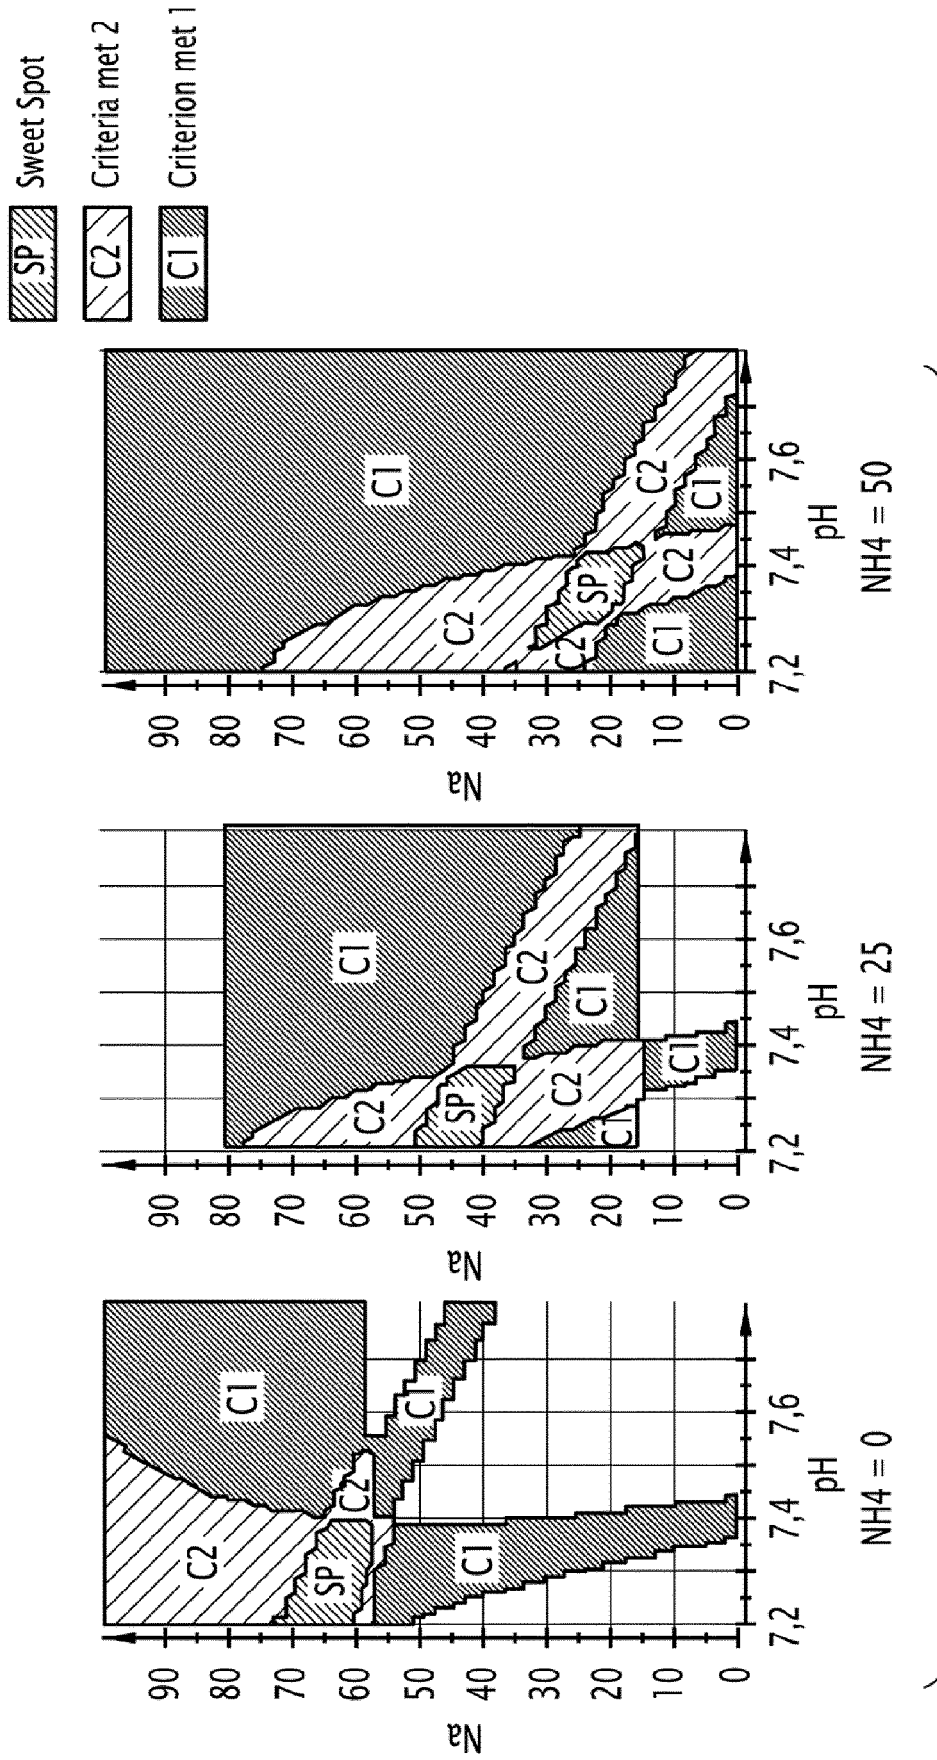 SP Sweet Spot
C2 Criteria met 2
C1 Criterion met 1
Na
90
80
70
60
50
40
30
20
10
0
C2
C1
SP
C2
C1
C1
7,2
7,4
7,6
pH
NH4 = 0
Na
90
80
70
60
50
40
30
20
10
0
C1
C2
SP
C2
C2
C1
C1
C1
7,2
7,4
7,6
pH
NH4 = 25
Na
90
80
70
60
50
40
30
20
10
0
C1
C2
C2
SP
C2
C2
C1
C1
7,2
7,4
7,6
pH
NH4 = 50